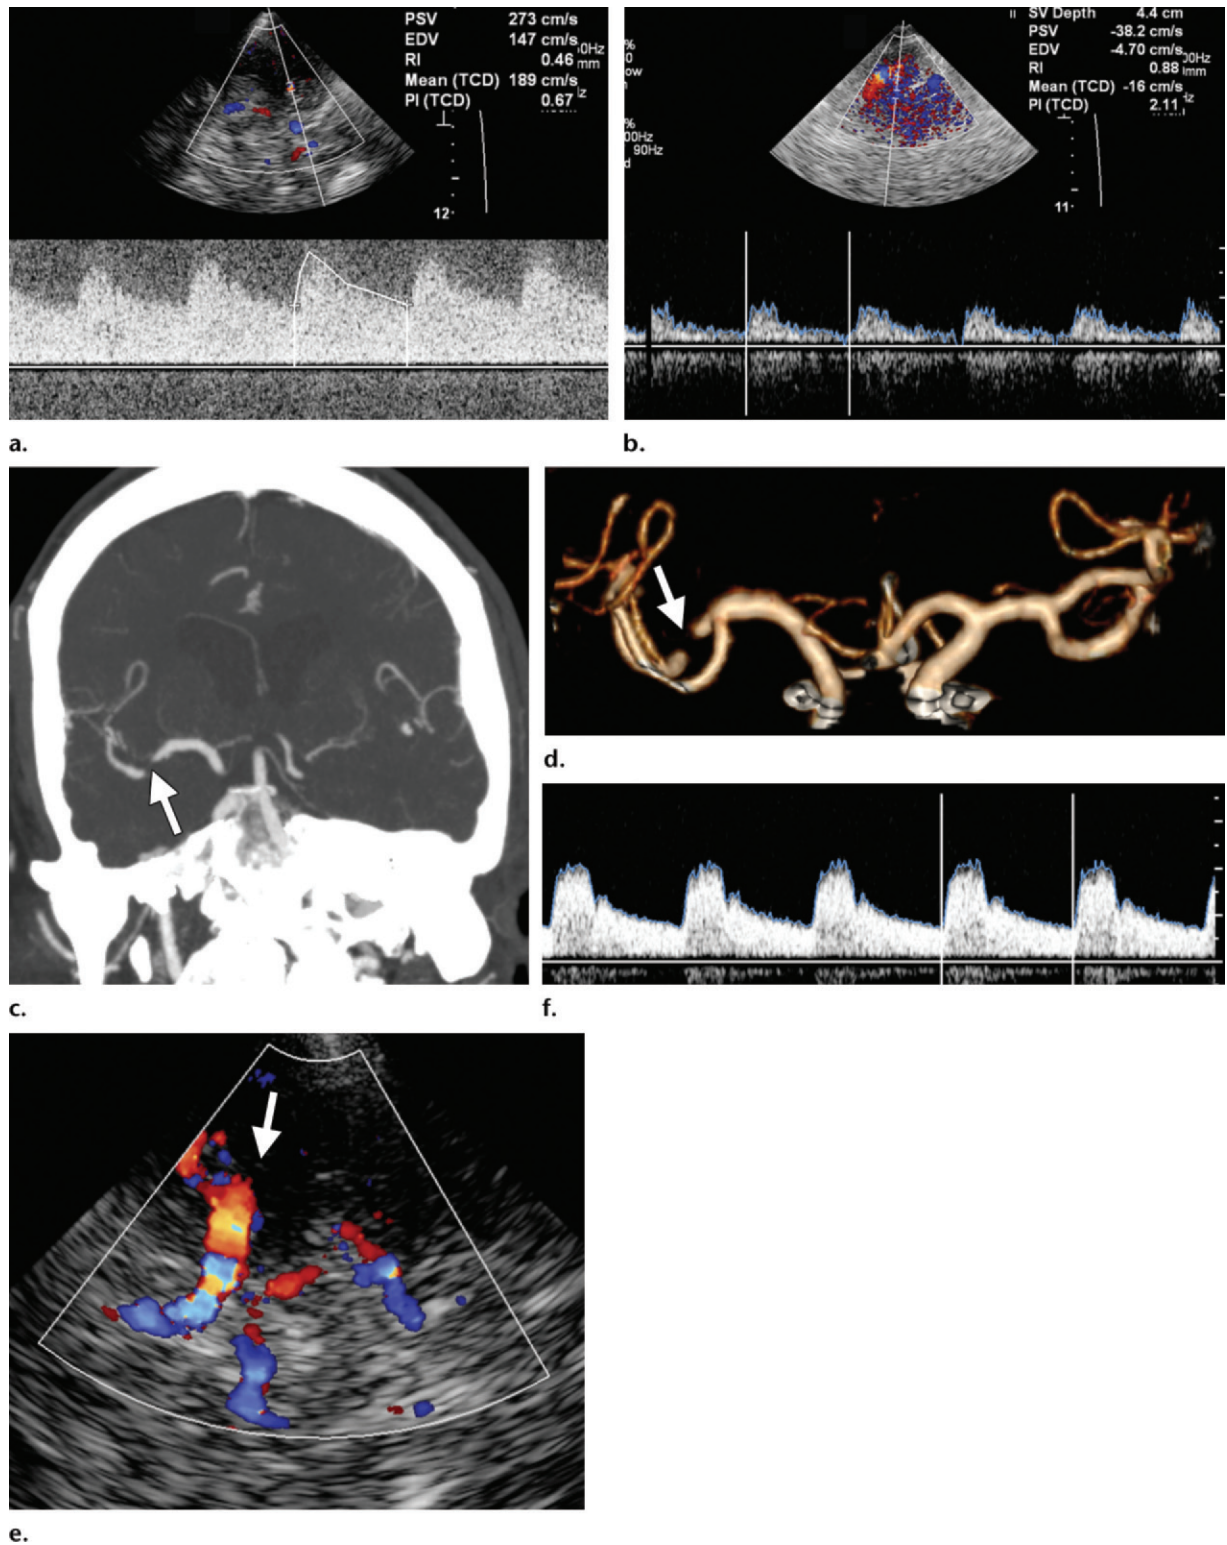 PSV 273 cm/s
EDV 147 cm/s
RI 0.46
Mean (TCD) 189 cm/s
PI (TCD) 0.67
12
a.
SV Depth 4.4 cm
PSV -38.2 cm/s
EDV -4.70 cm/s
RI 0.88
Mean (TCD) -16 cm/s
PI (TCD) 2.11
%
%
90Hz
11
b.
c.
d.
f.
e.